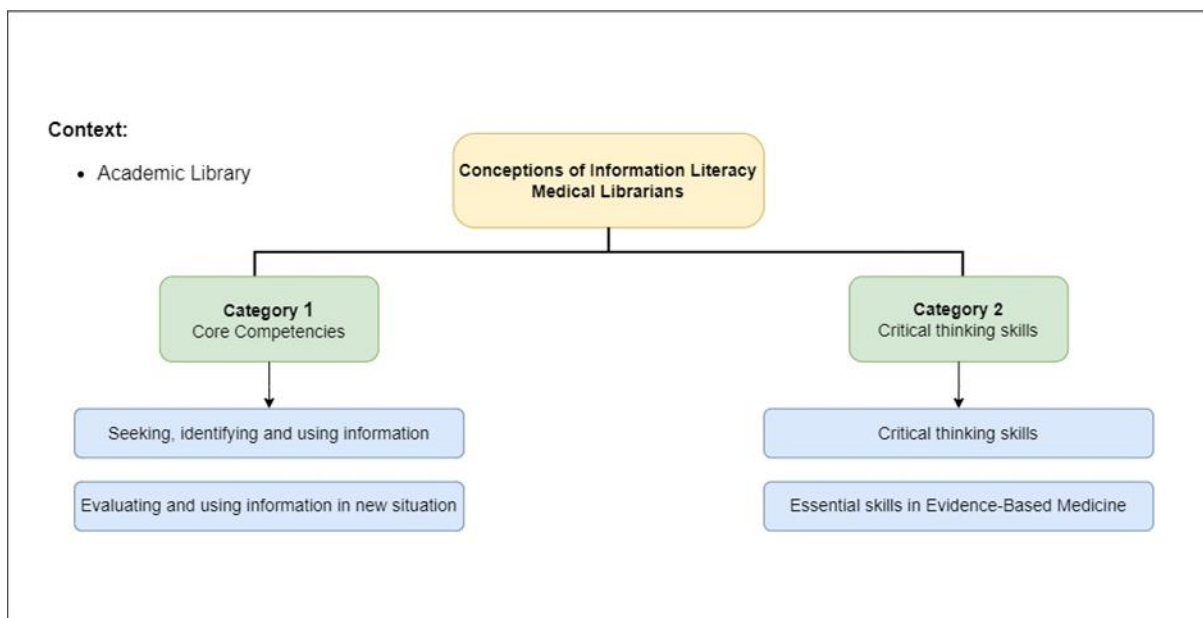 Context:
• Academic Library
Conceptions of Information Literacy
Medical Librarians
Category 1
Core Competencies
Category 2
Critical thinking skills
Seeking, identifying and using information
Critical thinking skills
Evaluating and using information in new situation
Essential skills in Evidence-Based Medicine